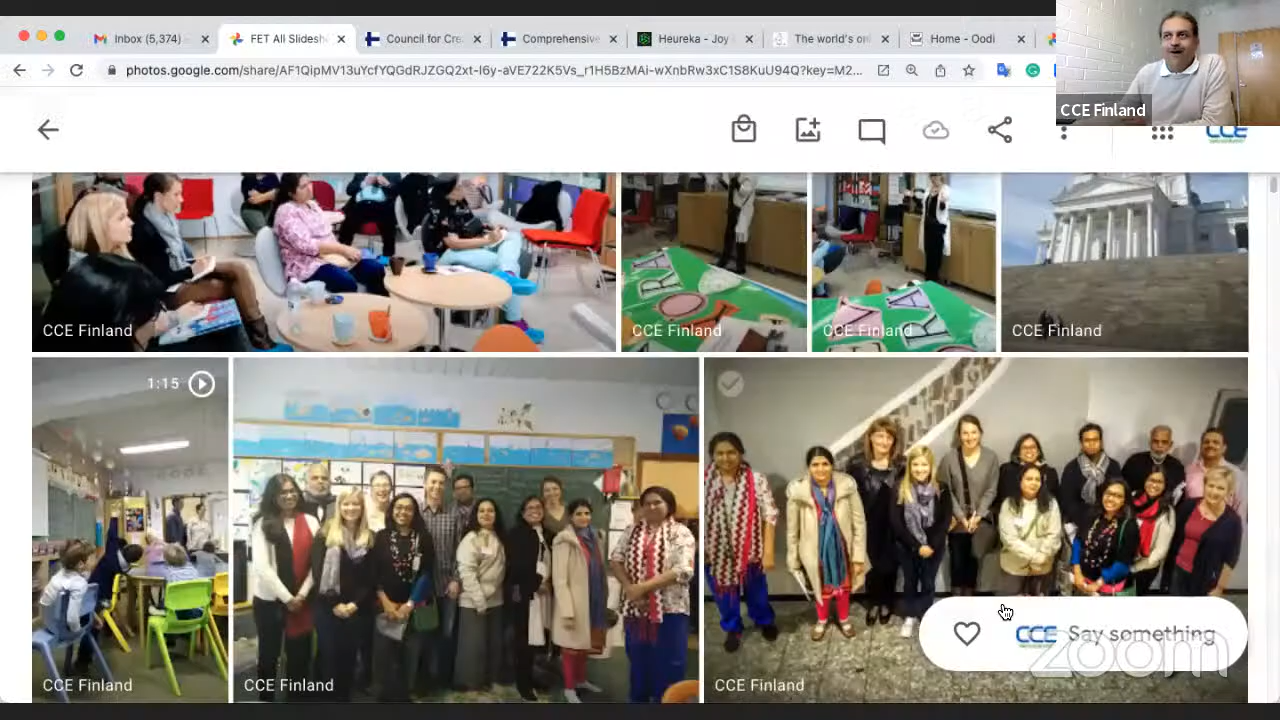 Inbox (5,374)
FET All Slidesh
Council for Cre
Comprehensive
Heureka - Joy
The world's on
Home - Oodi
photos.google.com/share/AF1QipMV13uYcfYQGdRJZGQ2xt-I6y-aVE722K5Vs_r1H5BzMAi-wXnbRw3xC1S8KuU94Q?key=M2...
CCE Finland
CCE
CCE Finland
CCE Finland
CCE Finland
CCE Finland
1:15
CCE Finland
CCE Finland
CCE Finland
CCE Say something
zoom